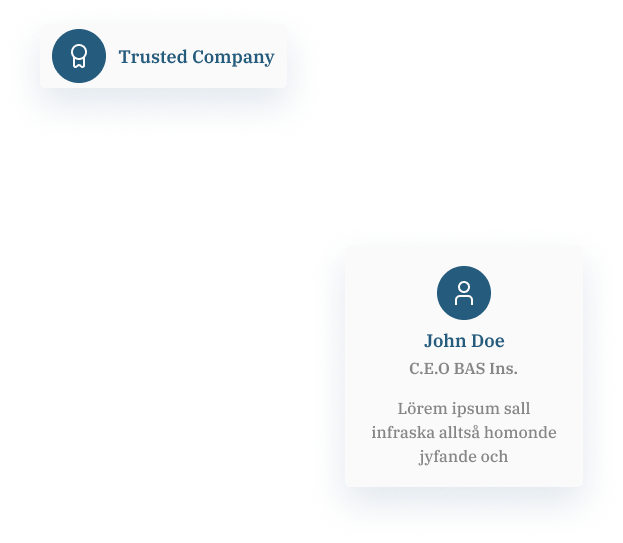 Trusted Company
John Doe
C.E.O BAS Ins.
Lörem ipsum sall
infraska alltså homonde
jyfande och